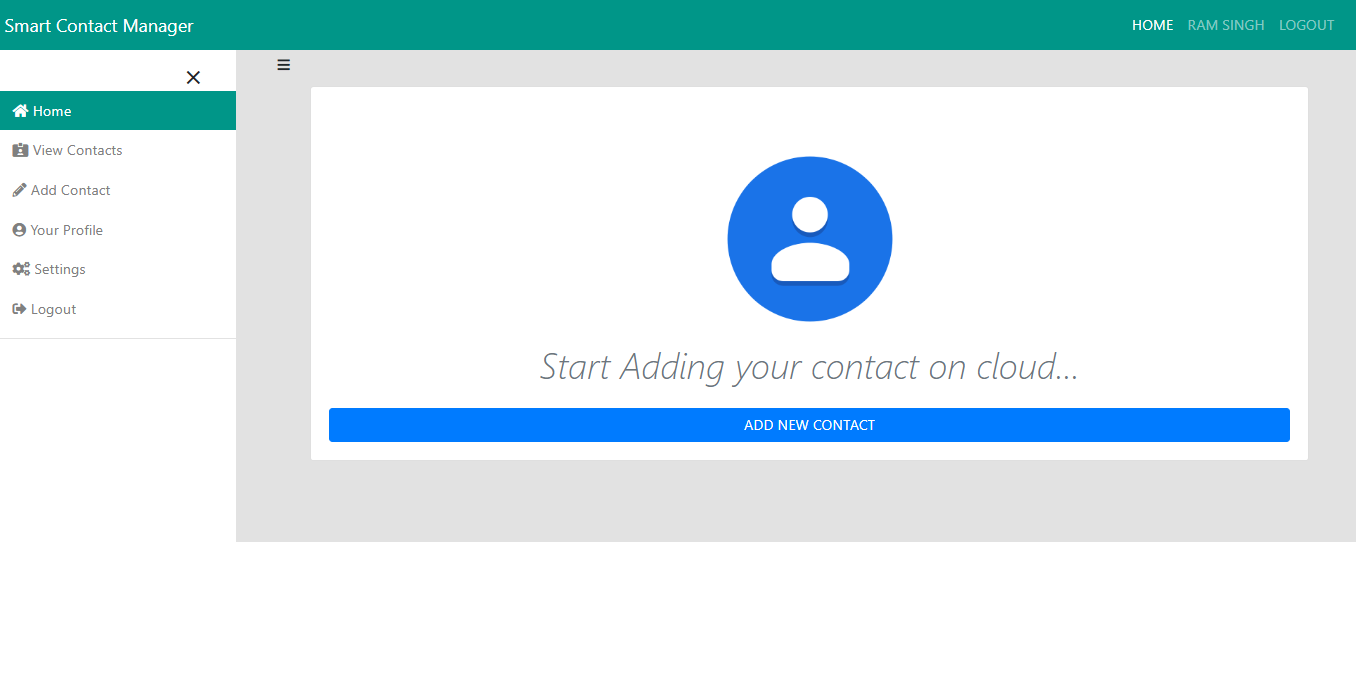 Smart Contact Manager
HOME RAM SINGH LOGOUT
Home
View Contacts
Add Contact
Your Profile
Settings
Logout
Start Adding your contact on cloud...
ADD NEW CONTACT